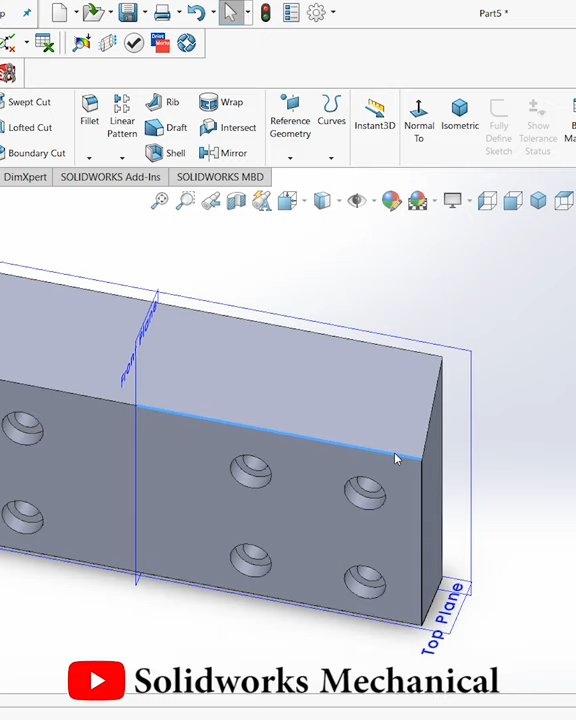 p
Part5 *
Swept Cut
Lofted Cut
Boundary Cut
Fillet
Linear
Pattern
Rib
Draft
Shell
Wrap
Intersect
Mirror
Reference
Geometry
Curves
Instant3D
Normal
To
Isometric
Fully
Define
Sketch
Show
Tolerance
Status
B
Ma
DimXpert
SOLIDWORKS Add-Ins
SOLIDWORKS MBD
Top Plane
Solidworks Mechanical